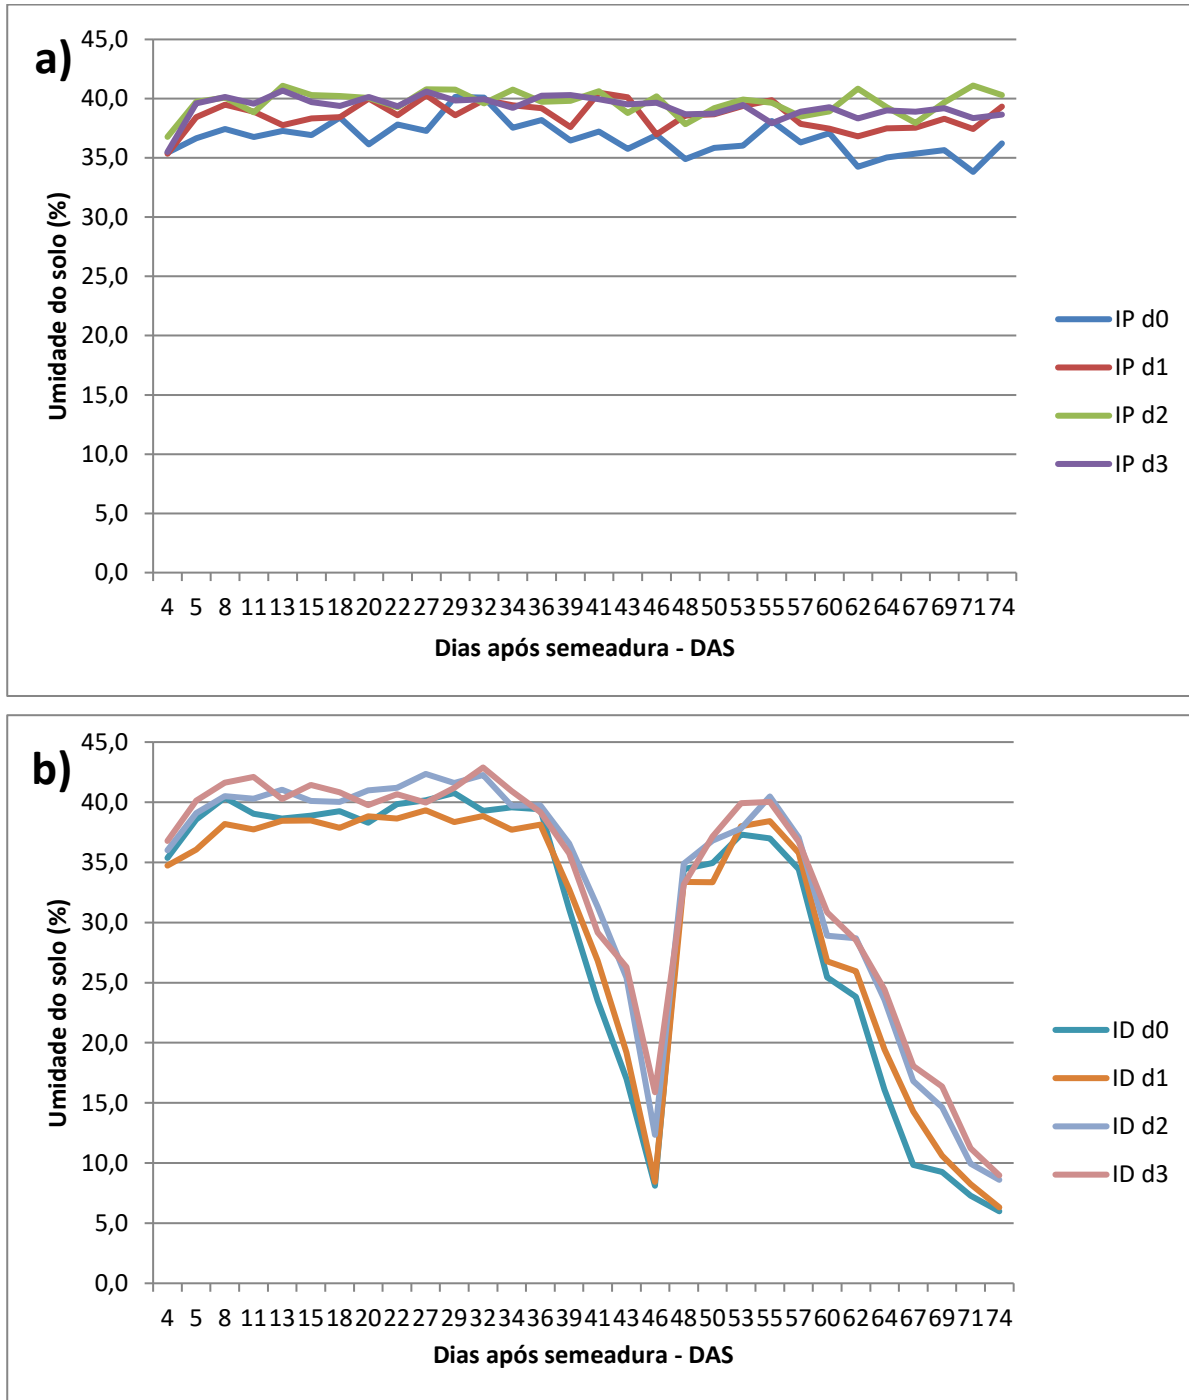 a)
45,0
40,0
35,0
30,0
25,0
20,0
15,0
10,0
5,0
0,0
Umidade do solo (%)
4 5 8 11 13 15 18 20 22 27 29 32 34 36 39 41 43 46 48 50 53 55 57 60 62 64 67 69 71 74
Dias após semeadura - DAS
IP d0
IP d1
IP d2
IP d3
b)
45,0
40,0
35,0
30,0
25,0
20,0
15,0
10,0
5,0
0,0
Umidade do solo (%)
4 5 8 11 13 15 18 20 22 27 29 32 34 36 39 41 43 46 48 50 53 55 57 60 62 64 67 69 71 74
Dias após semeadura - DAS
ID d0
ID d1
ID d2
ID d3